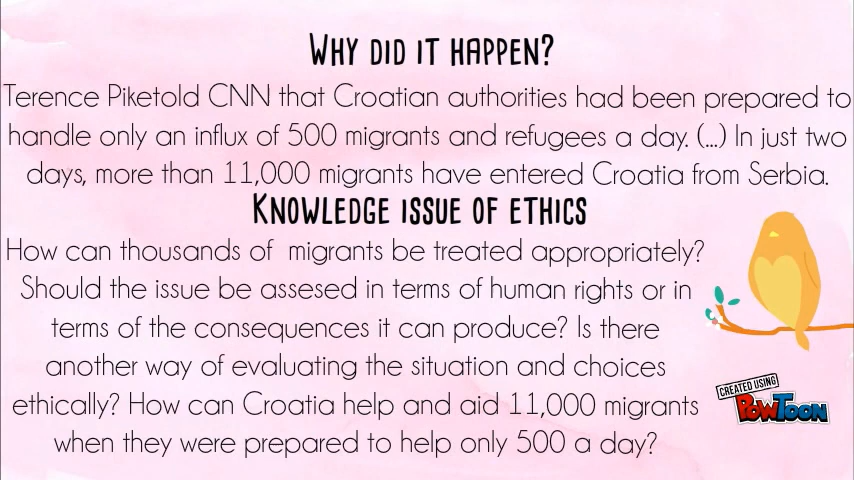 WHY DID IT HAPPEN?
Terence Piketold CNN that Croatian authorities had been prepared to
handle only an influx of 500 migrants and refugees a day. (...) In just two
days, more than 11,000 migrants have entered Croatia from Serbia.
KNOWLEDGE ISSUE OF ETHICS
How can thousands of migrants be treated appropriately?
Should the issue be assesed in terms of human rights or in
terms of the consequences it can produce? Is there
another way of evaluating the situation and choices
ethically? How can Croatia help and aid 11,000 migrants
when they were prepared to help only 500 a day?
CREATED USING
POWTOON